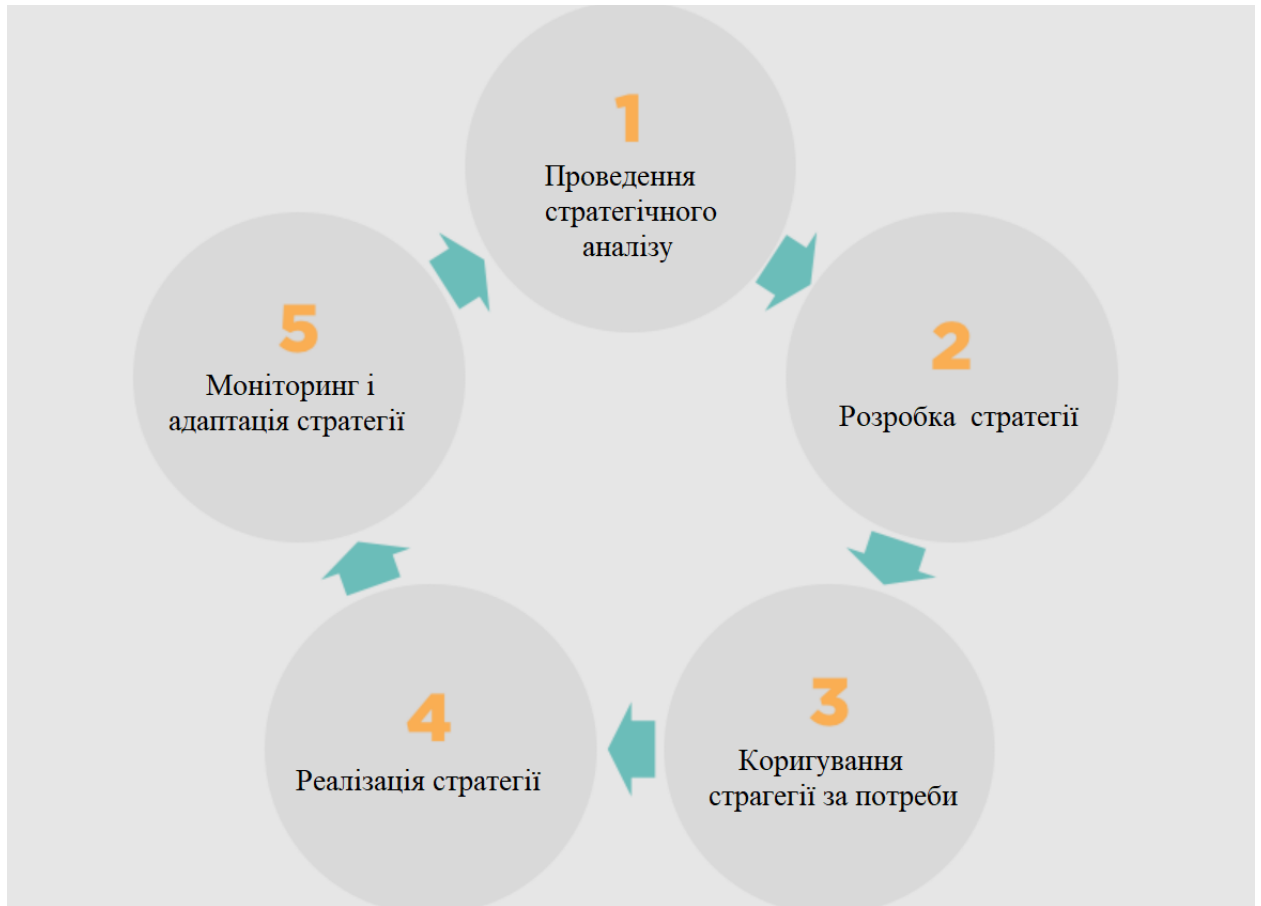 1
Проведення
стратегічного
аналізу
2
Розробка стратегії
3
Коригування
страгегії за потреби
4
Реалізація стратегії
5
Моніторинг і
адаптація стратегії